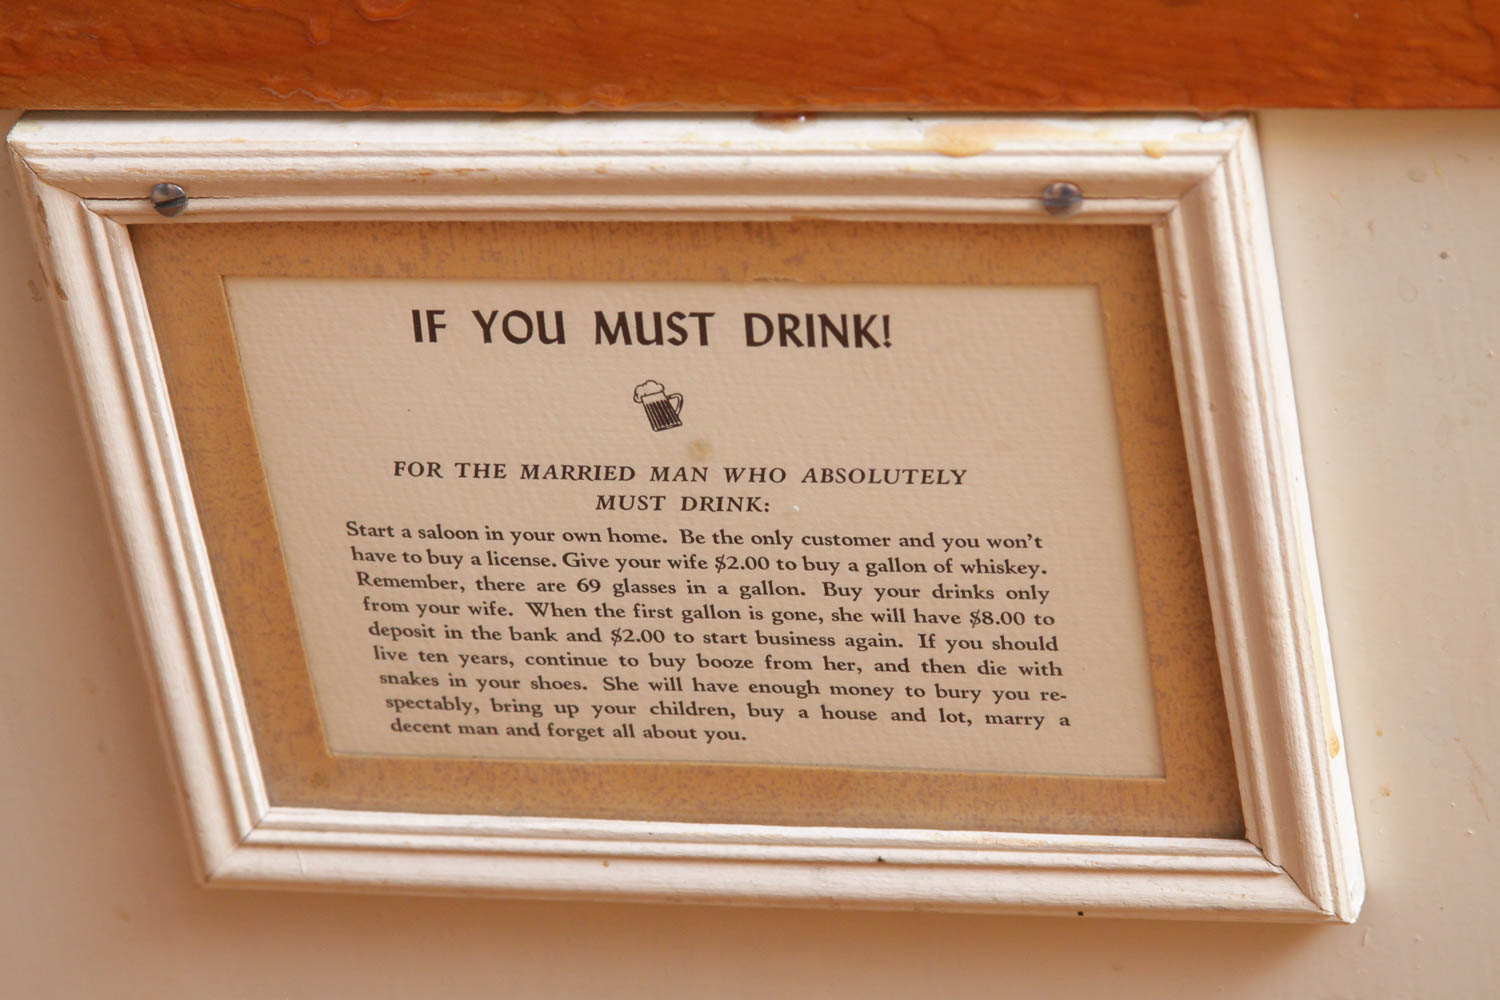 IF YOU MUST DRINK!
FOR THE MARRIED MAN WHO ABSOLUTELY
MUST DRINK:
Start a saloon in your own home. Be the only customer and you won't
have to buy a license. Give your wife $2.00 to buy a gallon of whiskey.
Remember, there are 69 glasses in a gallon. Buy your drinks only
from your wife. When the first gallon is gone, she will have $8.00 to
deposit in the bank and $2.00 to start business again. If you should
live ten years, continue to buy booze from her, and then die with
snakes in your shoes. She will have enough money to bury you re-
spectably, bring up your children, buy a house and lot, marry a
decent man and forget all about you.